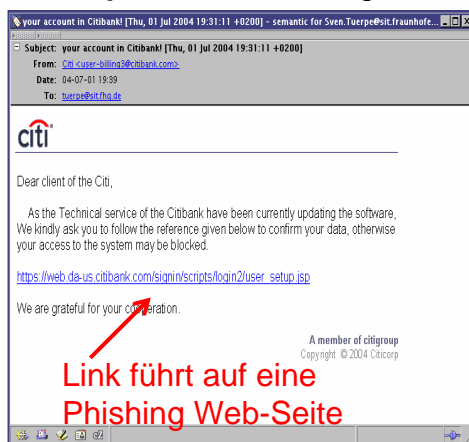 your account in Citibank! [Thu, 01 Jul 2004 19:31:11 +0200] - semantic for Sven.Tuerpe@sit.fraunhofe...
Subject: your account in Citibank! [Thu, 01 Jul 2004 19:31:11 +0200]
From: Citi <user-billing3@citibank.com>
Date: 04-07-01 19:39
To: tuerpe@sit.fhg.de
citi
Dear client of the Citi,
As the Technical service of the Citibank have been currently updating the software,
We kindly ask you to follow the reference given below to confirm your data, otherwise
your access to the system may be blocked.
https://web.da-us.citibank.com/signin/scripts/login2/user_setup.jsp
We are grateful for your cooperation.
A member of citigroup
Copyright © 2004 Citicorp
Link führt auf eine
Phishing Web-Seite